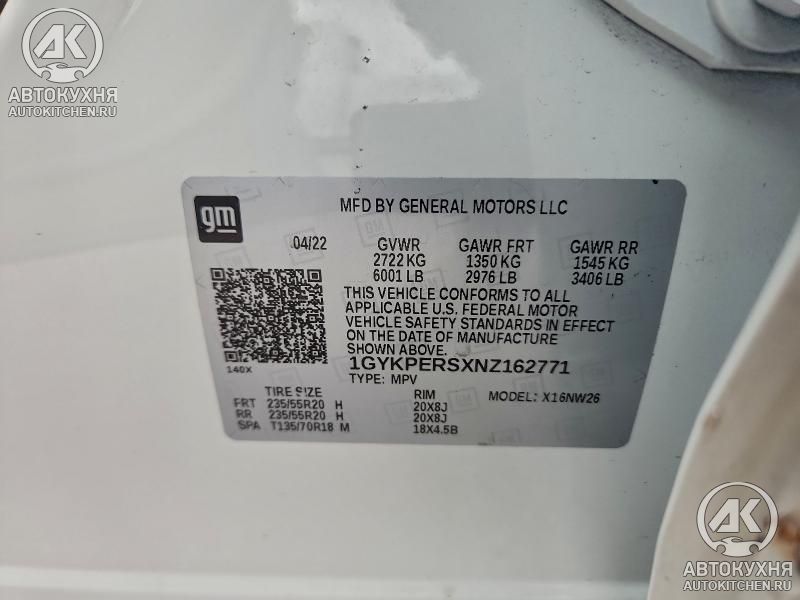 АК
АВТОКУХНЯ
AUTOKITCHEN.RU
gm
MFD BY GENERAL MOTORS LLC
04/22 GVWR GAWR FRT GAWR RR
2722 KG 1350 KG 1545 KG
6001 LB 2976 LB 3406 LB
THIS VEHICLE CONFORMS TO ALL
APPLICABLE U.S. FEDERAL MOTOR
VEHICLE SAFETY STANDARDS IN EFFECT
ON THE DATE OF MANUFACTURE
SHOWN ABOVE.
140X
1GYKPERSXNZ162771
TYPE: MPV
TIRE SIZE RIM MODEL: X16NW26
FRT 235/55R20 H 20X8J
RR 235/55R20 H 20X8J
SPA T135/70R18 M 18X4.5B
АК
АВТОКУХНЯ
AUTOKITCHEN.RU